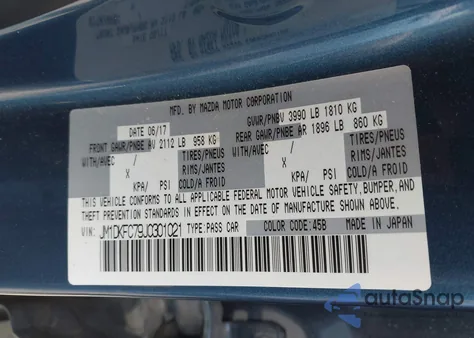 MFD. BY MAZDA MOTOR CORPORATION
DATE 06/17 GVWR/PNBV 3990 LB 1810 KG
FRONT GAWR/PNBE AV 2112 LB 958 KG REAR GAWR/PNBE AR 1896 LB 860 KG
WITH/AVEC TIRES/PNEUS WITH/AVEC TIRES/PNEUS
X RIMS/JANTES X RIMS/JANTES
KPA/ PSI COLD/A FROID KPA/ PSI COLD/A FROID
THIS VEHICLE CONFORMS TO ALL APPLICABLE FEDERAL MOTOR VEHICLE SAFETY, BUMPER, AND
THEFT PREVENTION STANDARDS IN EFFECT ON THE DATE OF MANUFACTURE SHOWN ABOVE.
VIN: JM1DKFC79J0301021 TYPE:PASS CAR COLOR CODE:45B MADE IN JAPAN
autoSnap